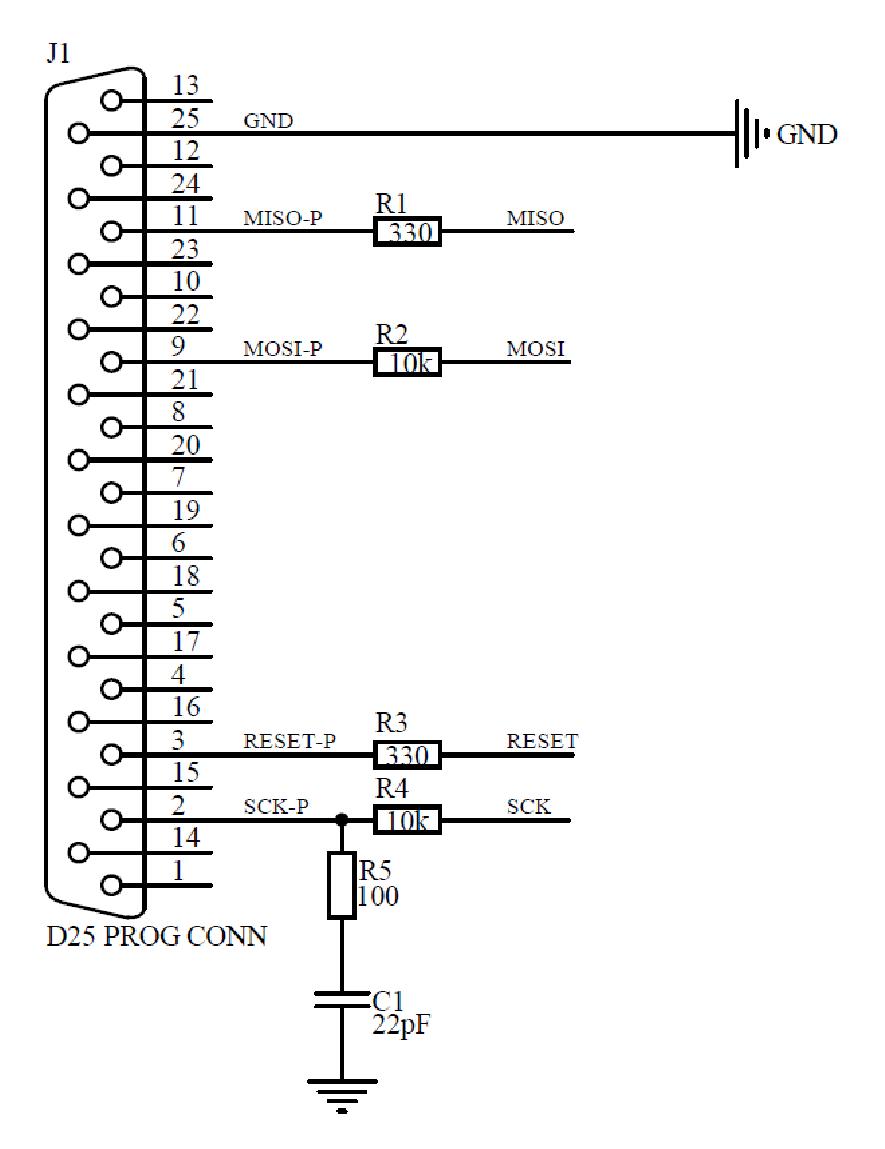 J1
13
25 GND GND
12
24
11 MISO-P R1 330 MISO
23
10
22
9 MOSI-P R2 10k MOSI
21
8
20
7
19
6
18
5
17
4
16
3 RESET-P R3 330 RESET
15
2 SCK-P R4 10k SCK
14
1
R5
100
D25 PROG CONN
C1
22pF